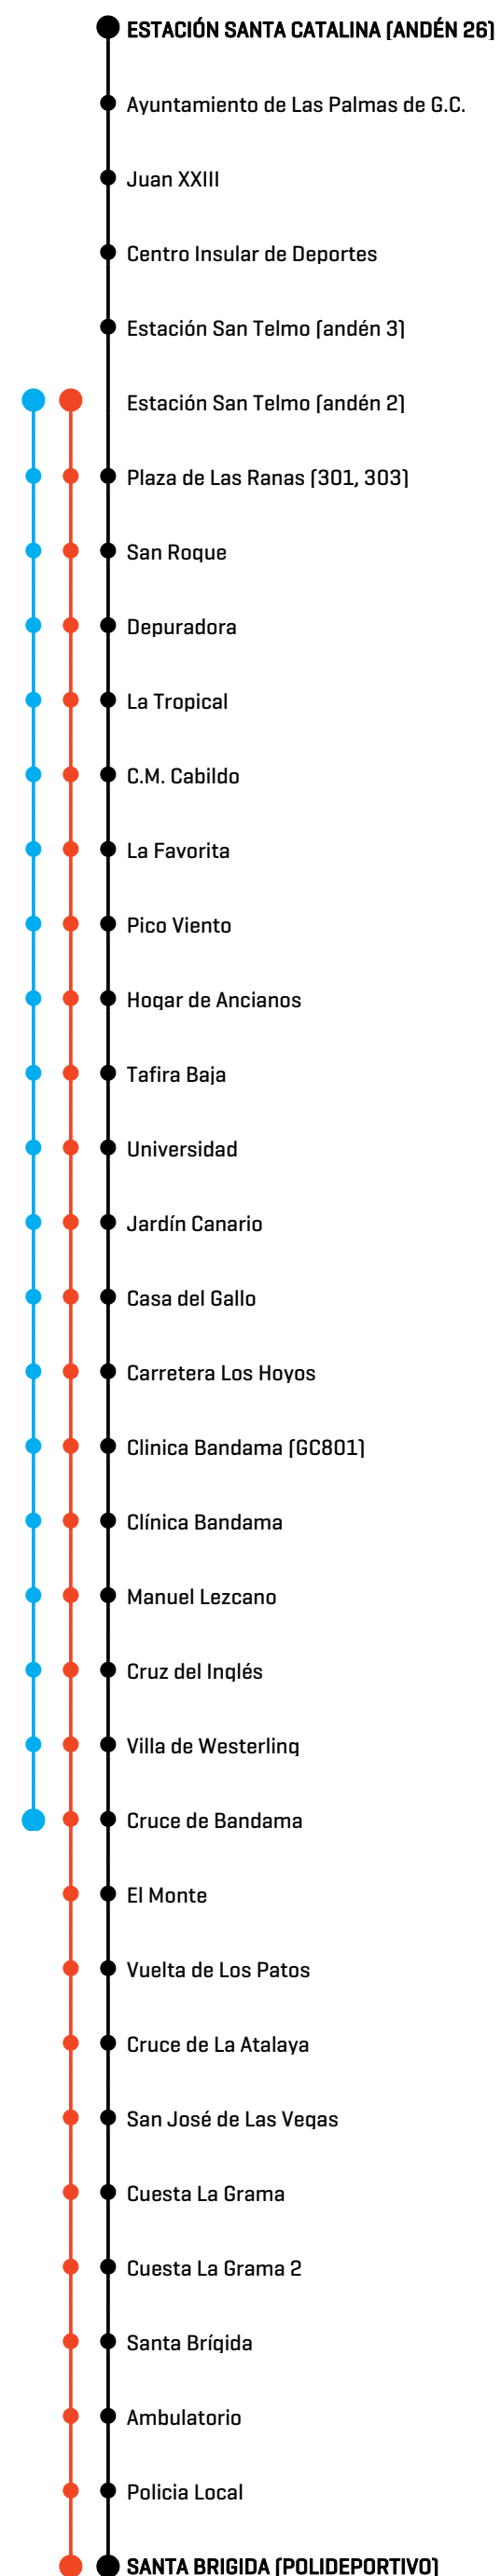 ESTACIÓN SANTA CATALINA (ANDÉN 26)
Ayuntamiento de Las Palmas de G.C.
Juan XXIII
Centro Insular de Deportes
Estación San Telmo (andén 3)
Estación San Telmo (andén 2)
Plaza de Las Ranas (301, 303)
San Roque
Depuradora
La Tropical
C.M. Cabildo
La Favorita
Pico Viento
Hogar de Ancianos
Tafira Baja
Universidad
Jardín Canario
Casa del Gallo
Carretera Los Hoyos
Clinica Bandama (GC801)
Clínica Bandama
Manuel Lezcano
Cruz del Inglés
Villa de Westerling
Cruce de Bandama
El Monte
Vuelta de Los Patos
Cruce de La Atalaya
San José de Las Vegas
Cuesta La Grama
Cuesta La Grama 2
Santa Brígida
Ambulatorio
Policia Local
SANTA BRIGIDA (POLIDEPORTIVO)